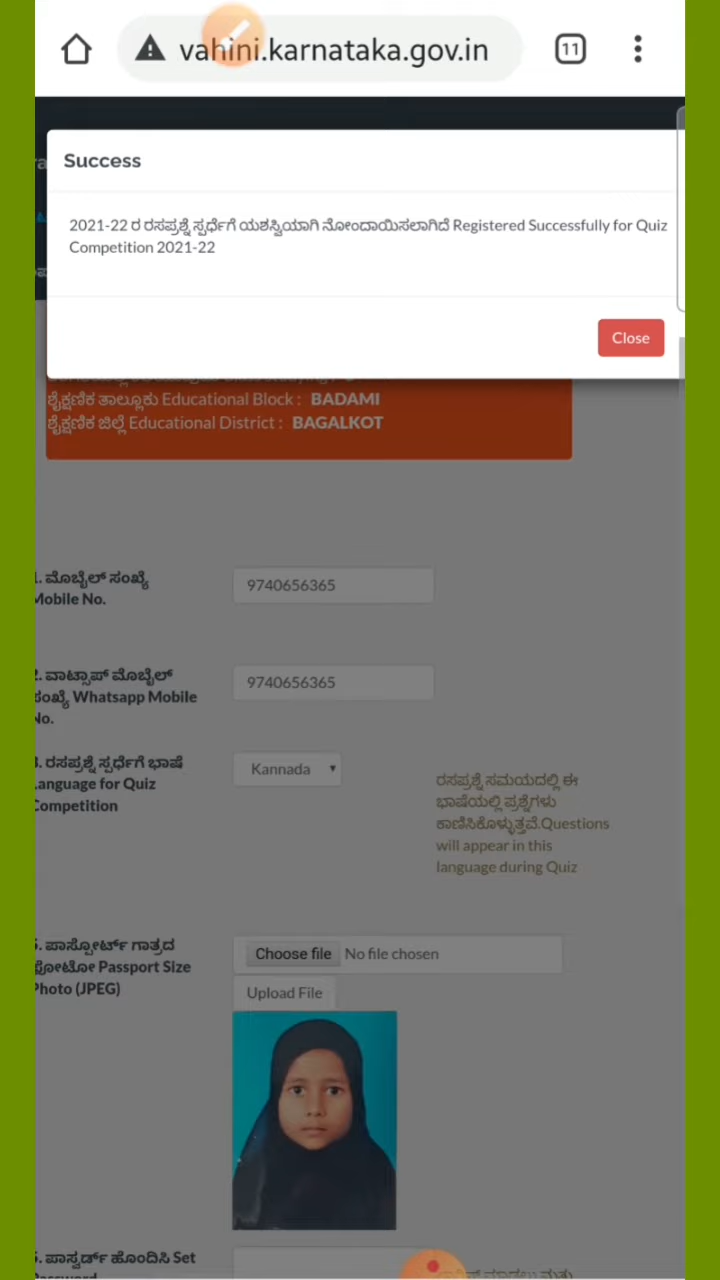 vahini.karnataka.gov.in
11
Success
2021-22 ರ ರಸಪ್ರಶ್ನೆ ಸ್ಪರ್ಧೆಗೆ ಯಶಸ್ವಿಯಾಗಿ ನೋಂದಾಯಿಸಲಾಗಿದೆ Registered Successfully for Quiz
Competition 2021-22
Close
ಶೈಕ್ಷಣಿಕ ತಾಲ್ಲೂಕು Educational Block : BADAMI
ಶೈಕ್ಷಣಿಕ ಜಿಲ್ಲೆ Educational District : BAGALKOT
1. ಮೊಬೈಲ್ ಸಂಖ್ಯೆ
Mobile No.
9740656365
2. ವಾಟ್ಸಾಪ್ ಮೊಬೈಲ್
ಸಂಖ್ಯೆ Whatsapp Mobile
No.
9740656365
ರಸಪ್ರಶ್ನೆ ಸ್ಪರ್ಧೆಗೆ ಭಾಷೆ
Language for Quiz
Competition
Kannada
ರಸಪ್ರಶ್ನೆ ಸಮಯದಲ್ಲಿ ಈ
ಭಾಷೆಯಲ್ಲಿ ಪ್ರಶ್ನೆಗಳು
ಕಾಣಿಸಿಕೊಳ್ಳುತ್ತವೆ.Questions
will appear in this
language during Quiz
ಪಾಸ್ಪೋರ್ಟ್ ಗಾತ್ರದ
ಫೋಟೋ Passport Size
Photo (JPEG)
Choose file No file chosen
Upload File
ಪಾಸ್ವರ್ಡ್ ಹೊಂದಿಸಿ Set